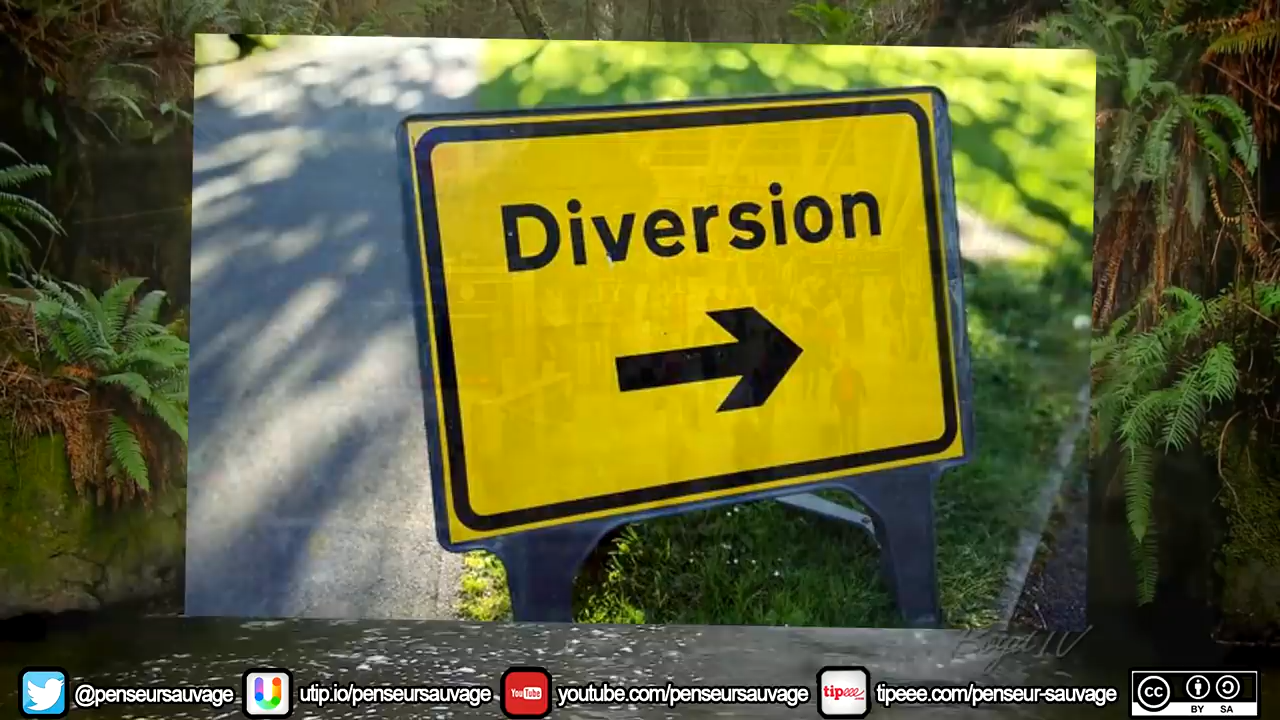 Diversion
@penseursauvage
utip.io/penseursauvage
YouTube
youtube.com/penseursauvage
tipeee
tipeee.com/penseur-sauvage
cc
BY SA